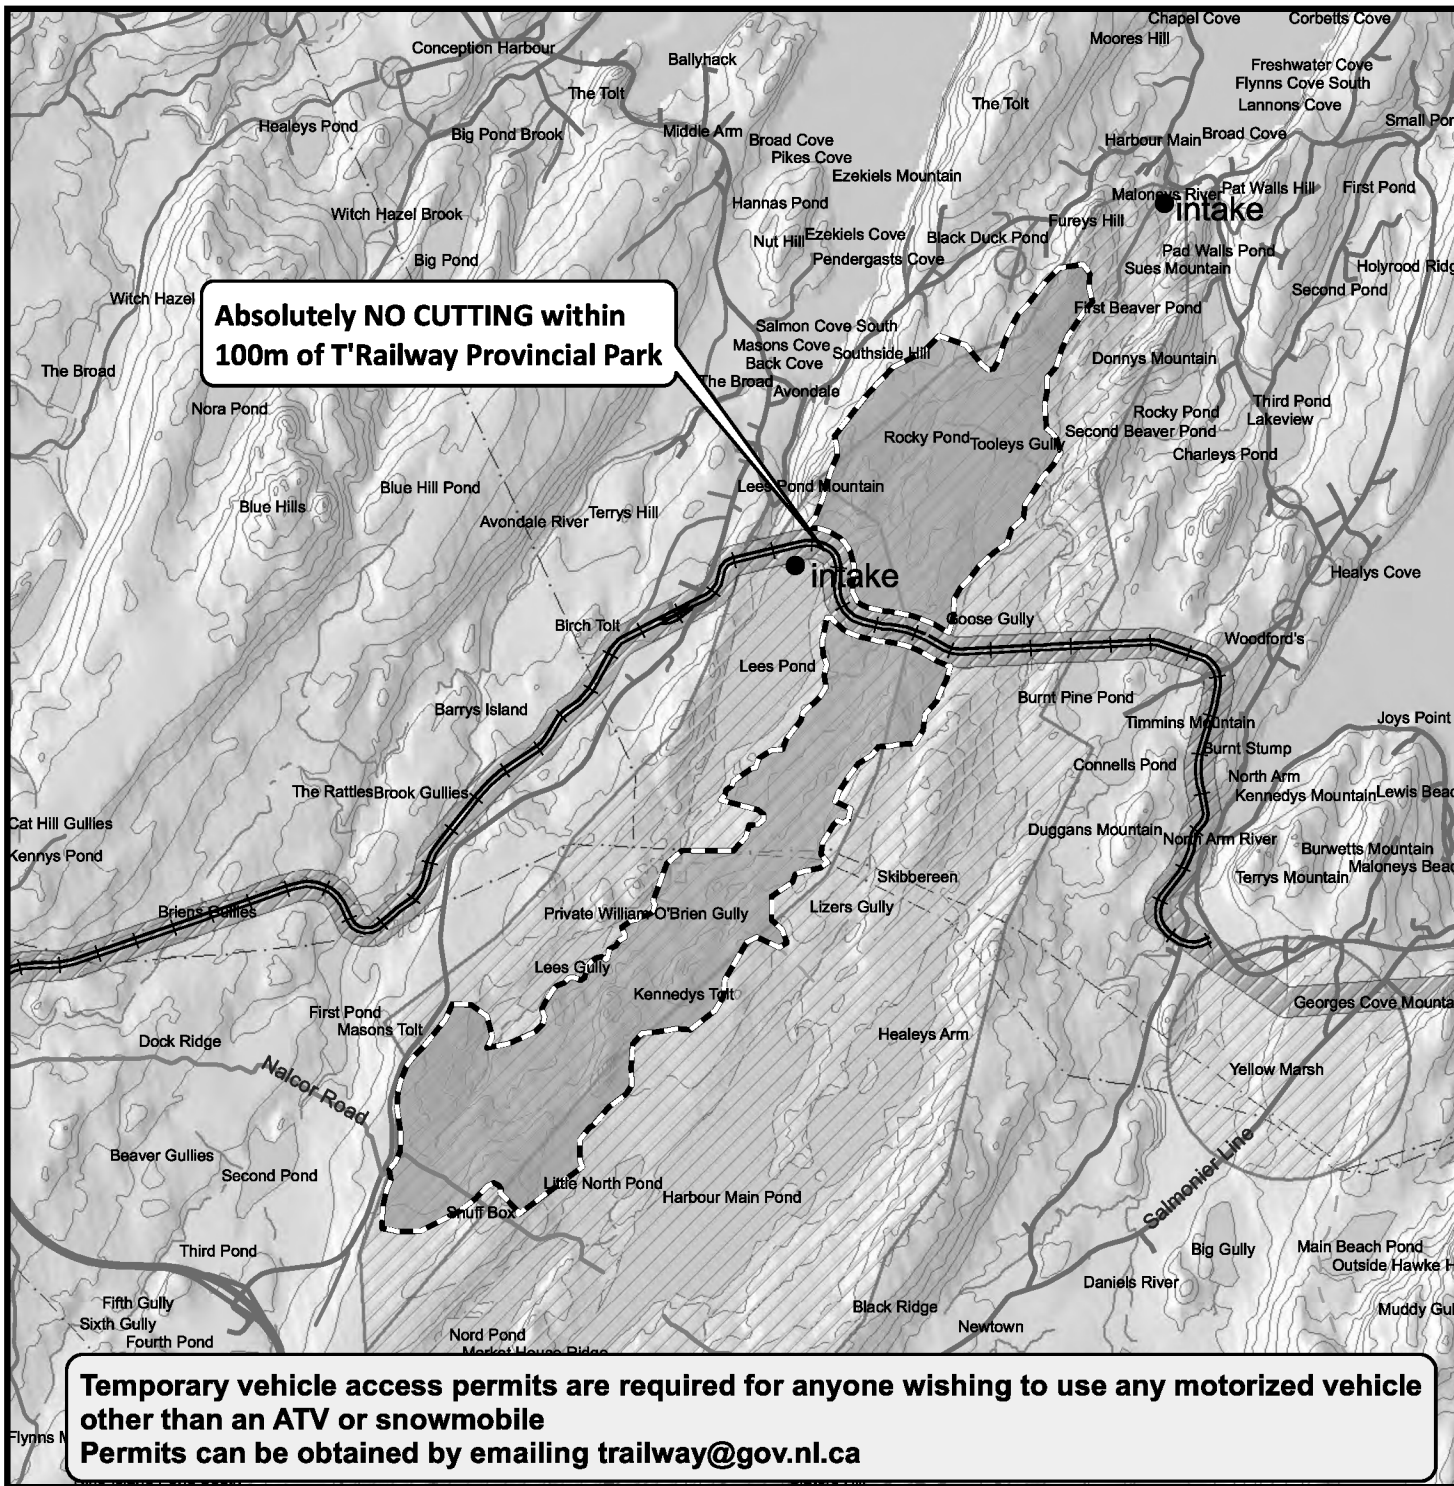 Chapel Cove
Corbetts Cove
Moores Hill
Conception Harbour
Ballyhack
Freshwater Cove
Flynns Cove South
The Tolt
The Tolt
Lannons Cove
Healeys Pond
Big Pond Brook
Middle Arm
Small Por
Broad Cove
Harbour Main
Broad Cove
Pikes Cove
Ezekiels Mountain
Maloneys River
Pat Walls Hill
First Pond
Hannas Pond
intake
Witch Hazel Brook
Fureys Hill
Nut Hill
Ezekiels Cove
Black Duck Pond
Big Pond
Pendergasts Cove
Pad Walls Pond
Sues Mountain
Holyrood Ridg
Second Pond
Witch Hazel
First Beaver Pond
Absolutely NO CUTTING within
100m of T'Railway Provincial Park
Salmon Cove South
Masons Cove
Southside Hill
Back Cove
Donnys Mountain
The Broad
The Broad
Avondale
Nora Pond
Third Pond
Rocky Pond
Lakeview
Rocky Pond
Tooleys Gully
Second Beaver Pond
Charleys Pond
Blue Hill Pond
Lees Pond Mountain
Blue Hills
Terrys Hill
Avondale River
intake
Healys Cove
Birch Tolt
Goose Gully
Woodford's
Lees Pond
Burnt Pine Pond
Barrys Island
Timmins Mountain
Joys Point
Burnt Stump
Connells Pond
North Arm
The Rattles
Brook Gullies
Kennedys Mountain
Lewis Beac
Cat Hill Gullies
Duggans Mountain
North Arm River
Kennys Pond
Burwetts Mountain
Maloneys Beac
Skibbereen
Terrys Mountain
Briens Gullies
Private William O'Brien Gully
Lizers Gully
Lees Gully
Kennedys Tolt
Georges Cove Mounta
First Pond
Masons Tolt
Dock Ridge
Healeys Arm
Nalcor Road
Yellow Marsh
Beaver Gullies
Second Pond
Little North Pond
Harbour Main Pond
Salmonier Line
Snuff Box
Third Pond
Big Gully
Main Beach Pond
Outside Hawke H
Daniels River
Fifth Gully
Black Ridge
Muddy Gul
Sixth Gully
Newtown
Fourth Pond
Nord Pond
Market House Ridge
Temporary vehicle access permits are required for anyone wishing to use any motorized vehicle
other than an ATV or snowmobile
Flynns M
Permits can be obtained by emailing trailway@gov.nl.ca